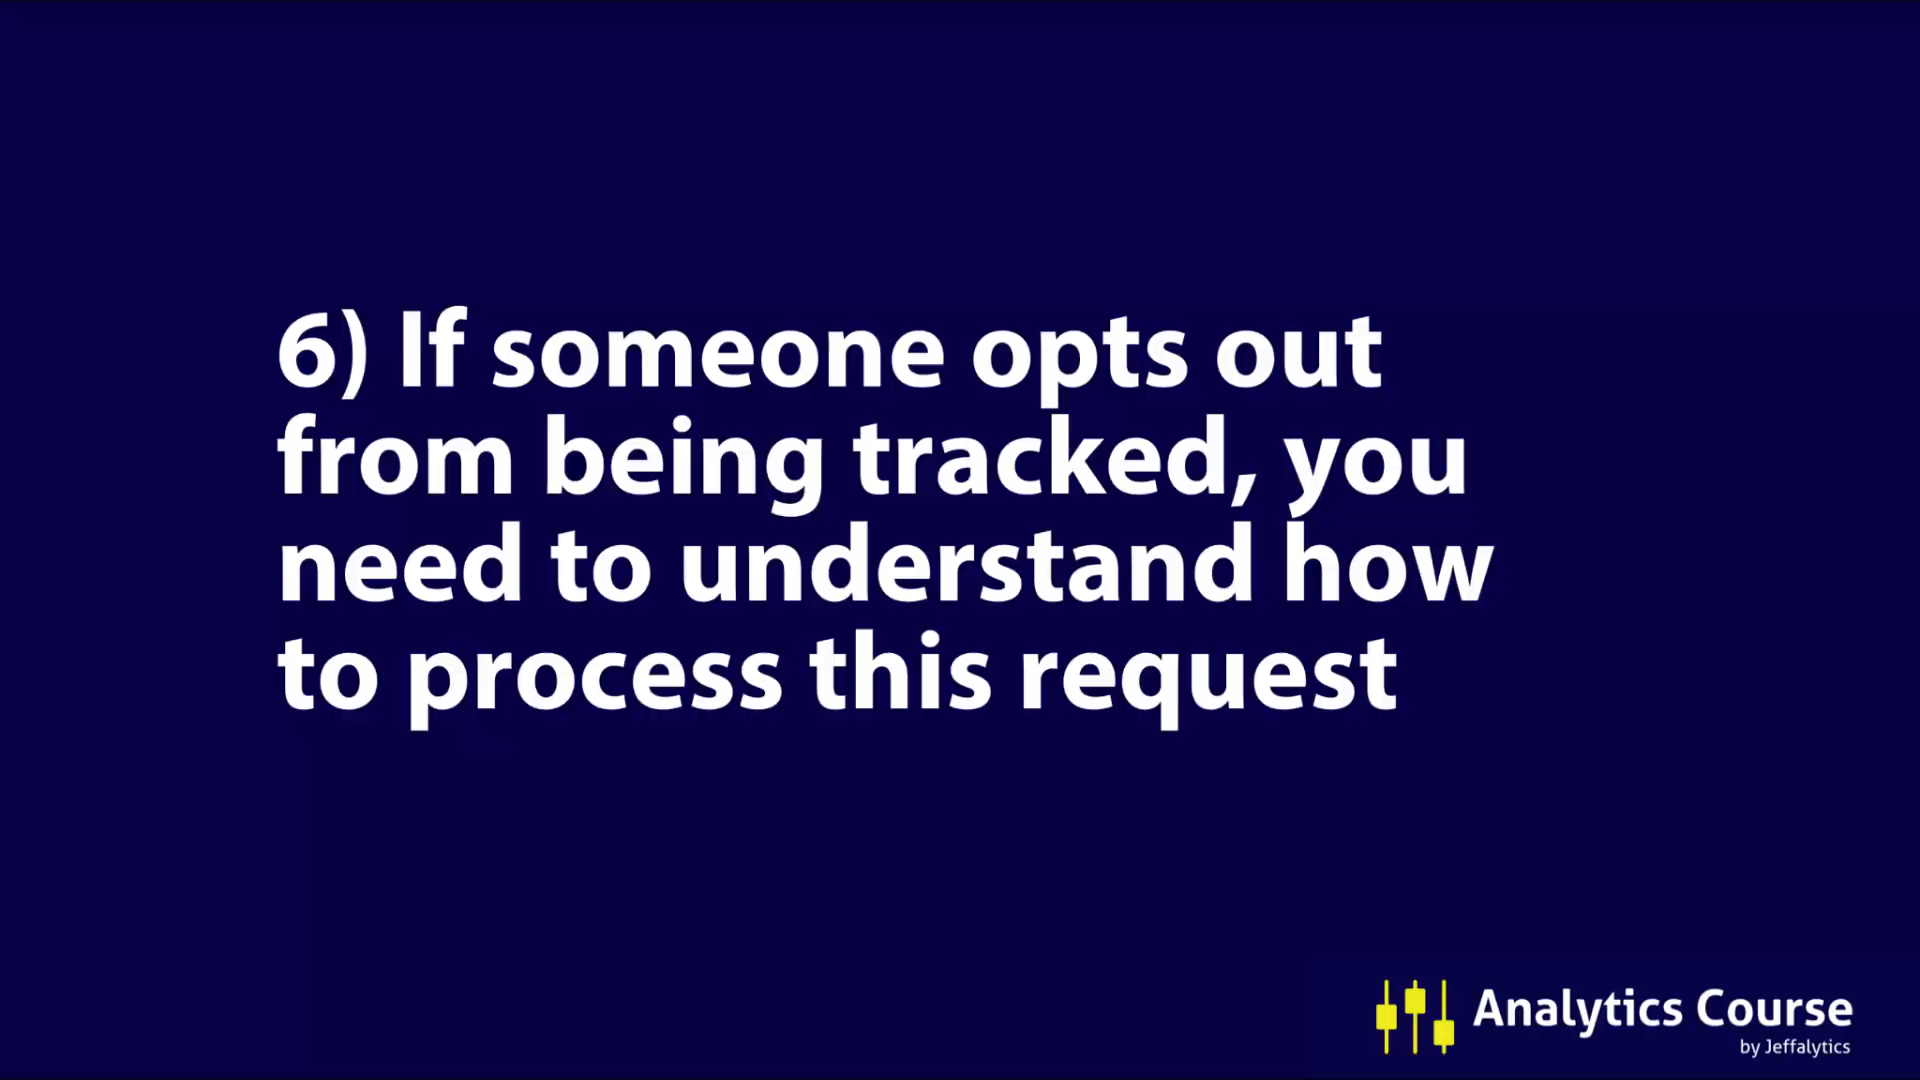 6) If someone opts out
from being tracked, you
need to understand how
to process this request
Analytics Course
by Jeffalytics